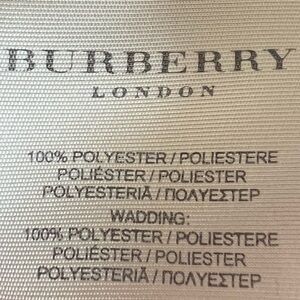 BURBERRY
LONDON
100% POLYESTER / POLIESTERE
POLIÉSTER / POLIESTER
POLYESTERIÄ / ΠΟΛΥΕΣΤΕΡ
WADDING:
100% POLYESTER / POLIESTERE
POLIÉSTER / POLIESTER
POLYESTERIÄ / ΠΟΛΥΕΣΤΕΡ